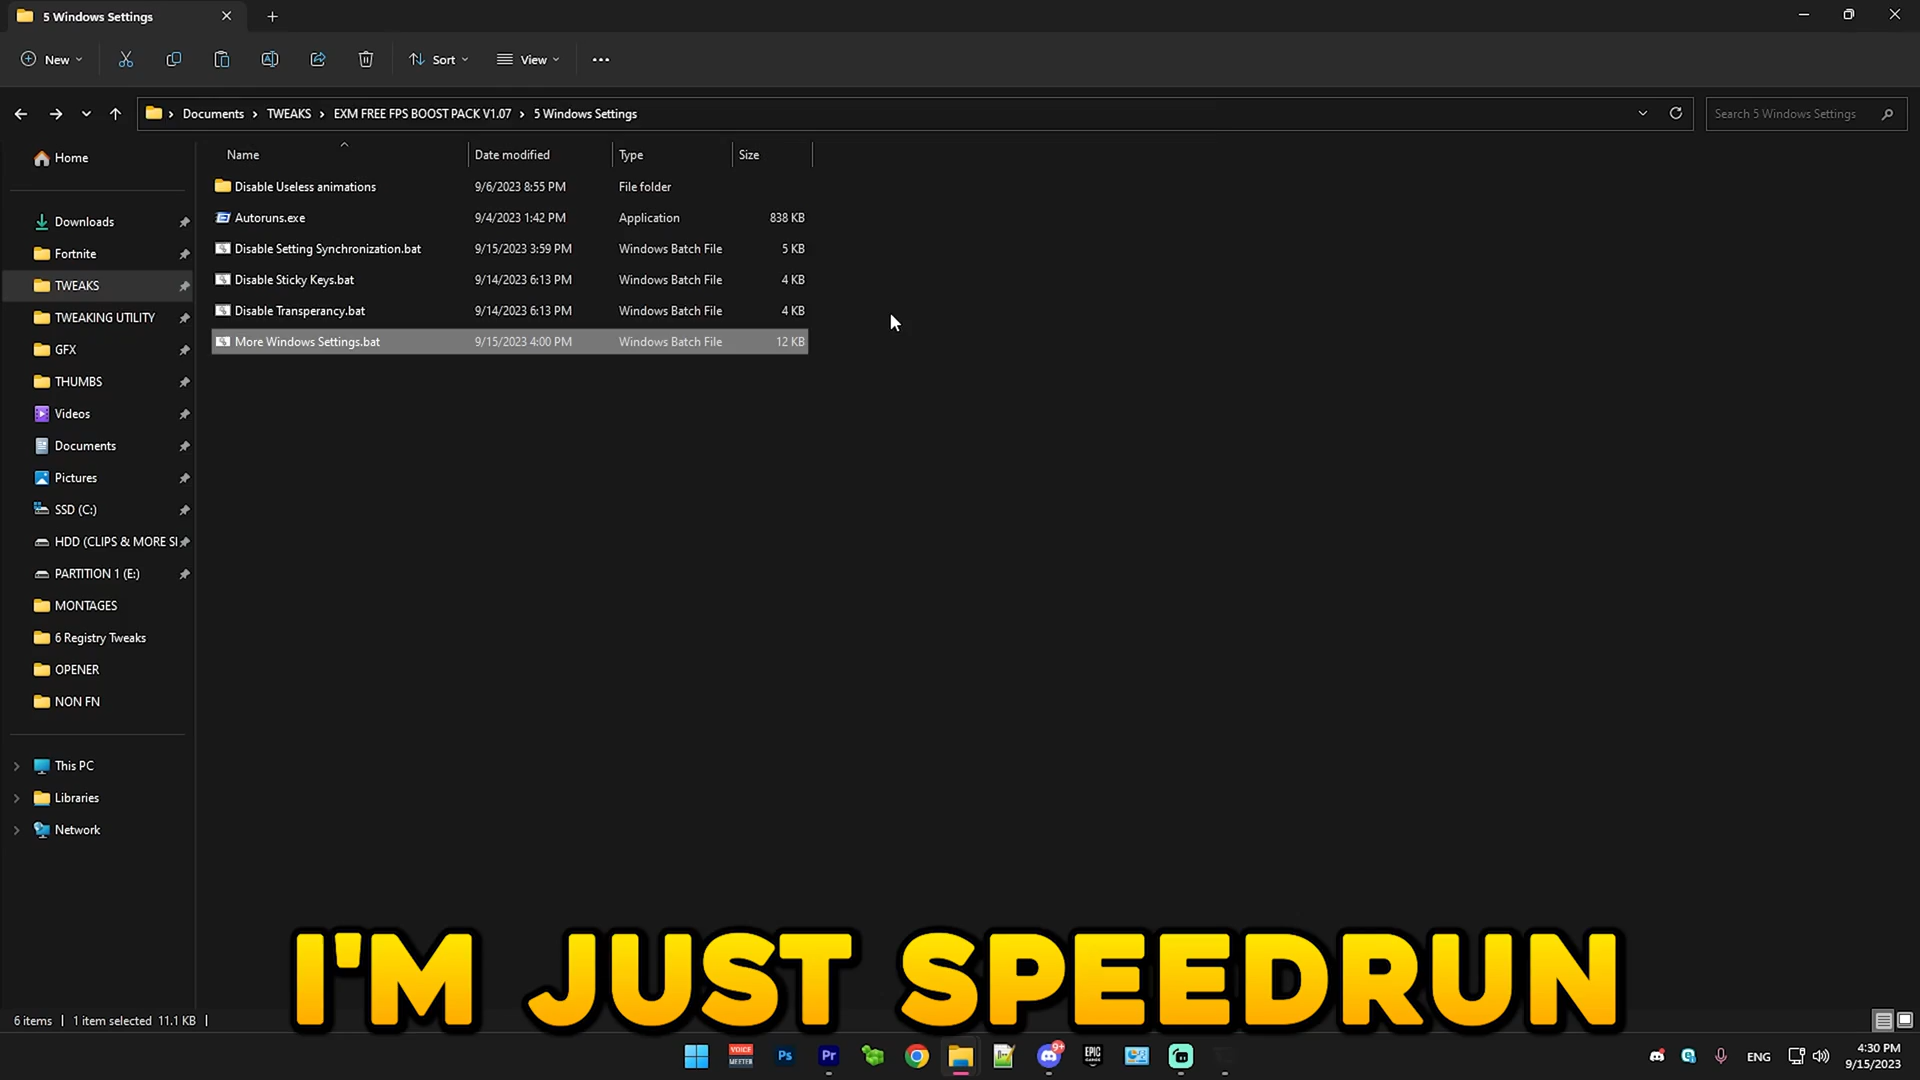 5 Windows Settings
New
Sort
View
Documents > TWEAKS > EXM FREE FPS BOOST PACK V1.07 > 5 Windows Settings
Search 5 Windows Settings
Name Date modified Type Size
Disable Useless animations 9/6/2023 8:55 PM File folder
Autoruns.exe 9/4/2023 1:42 PM Application 838 KB
Disable Setting Synchronization.bat 9/15/2023 3:59 PM Windows Batch File 5 KB
Disable Sticky Keys.bat 9/14/2023 6:13 PM Windows Batch File 4 KB
Disable Transperancy.bat 9/14/2023 6:13 PM Windows Batch File 4 KB
More Windows Settings.bat 9/15/2023 4:00 PM Windows Batch File 12 KB
Home
Downloads
Fortnite
TWEAKS
TWEAKING UTILITY
GFX
THUMBS
Videos
Documents
Pictures
SSD (C:)
HDD (CLIPS & MORE SI
PARTITION 1 (E:)
MONTAGES
6 Registry Tweaks
OPENER
NON FN
This PC
Libraries
Network
I'M JUST SPEEDRUN
6 items | 1 item selected 11.1 KB |
VOICE
MEETER
Ps
Pr
9+
EPIC
GAMES
ENG
4:30 PM
9/15/2023